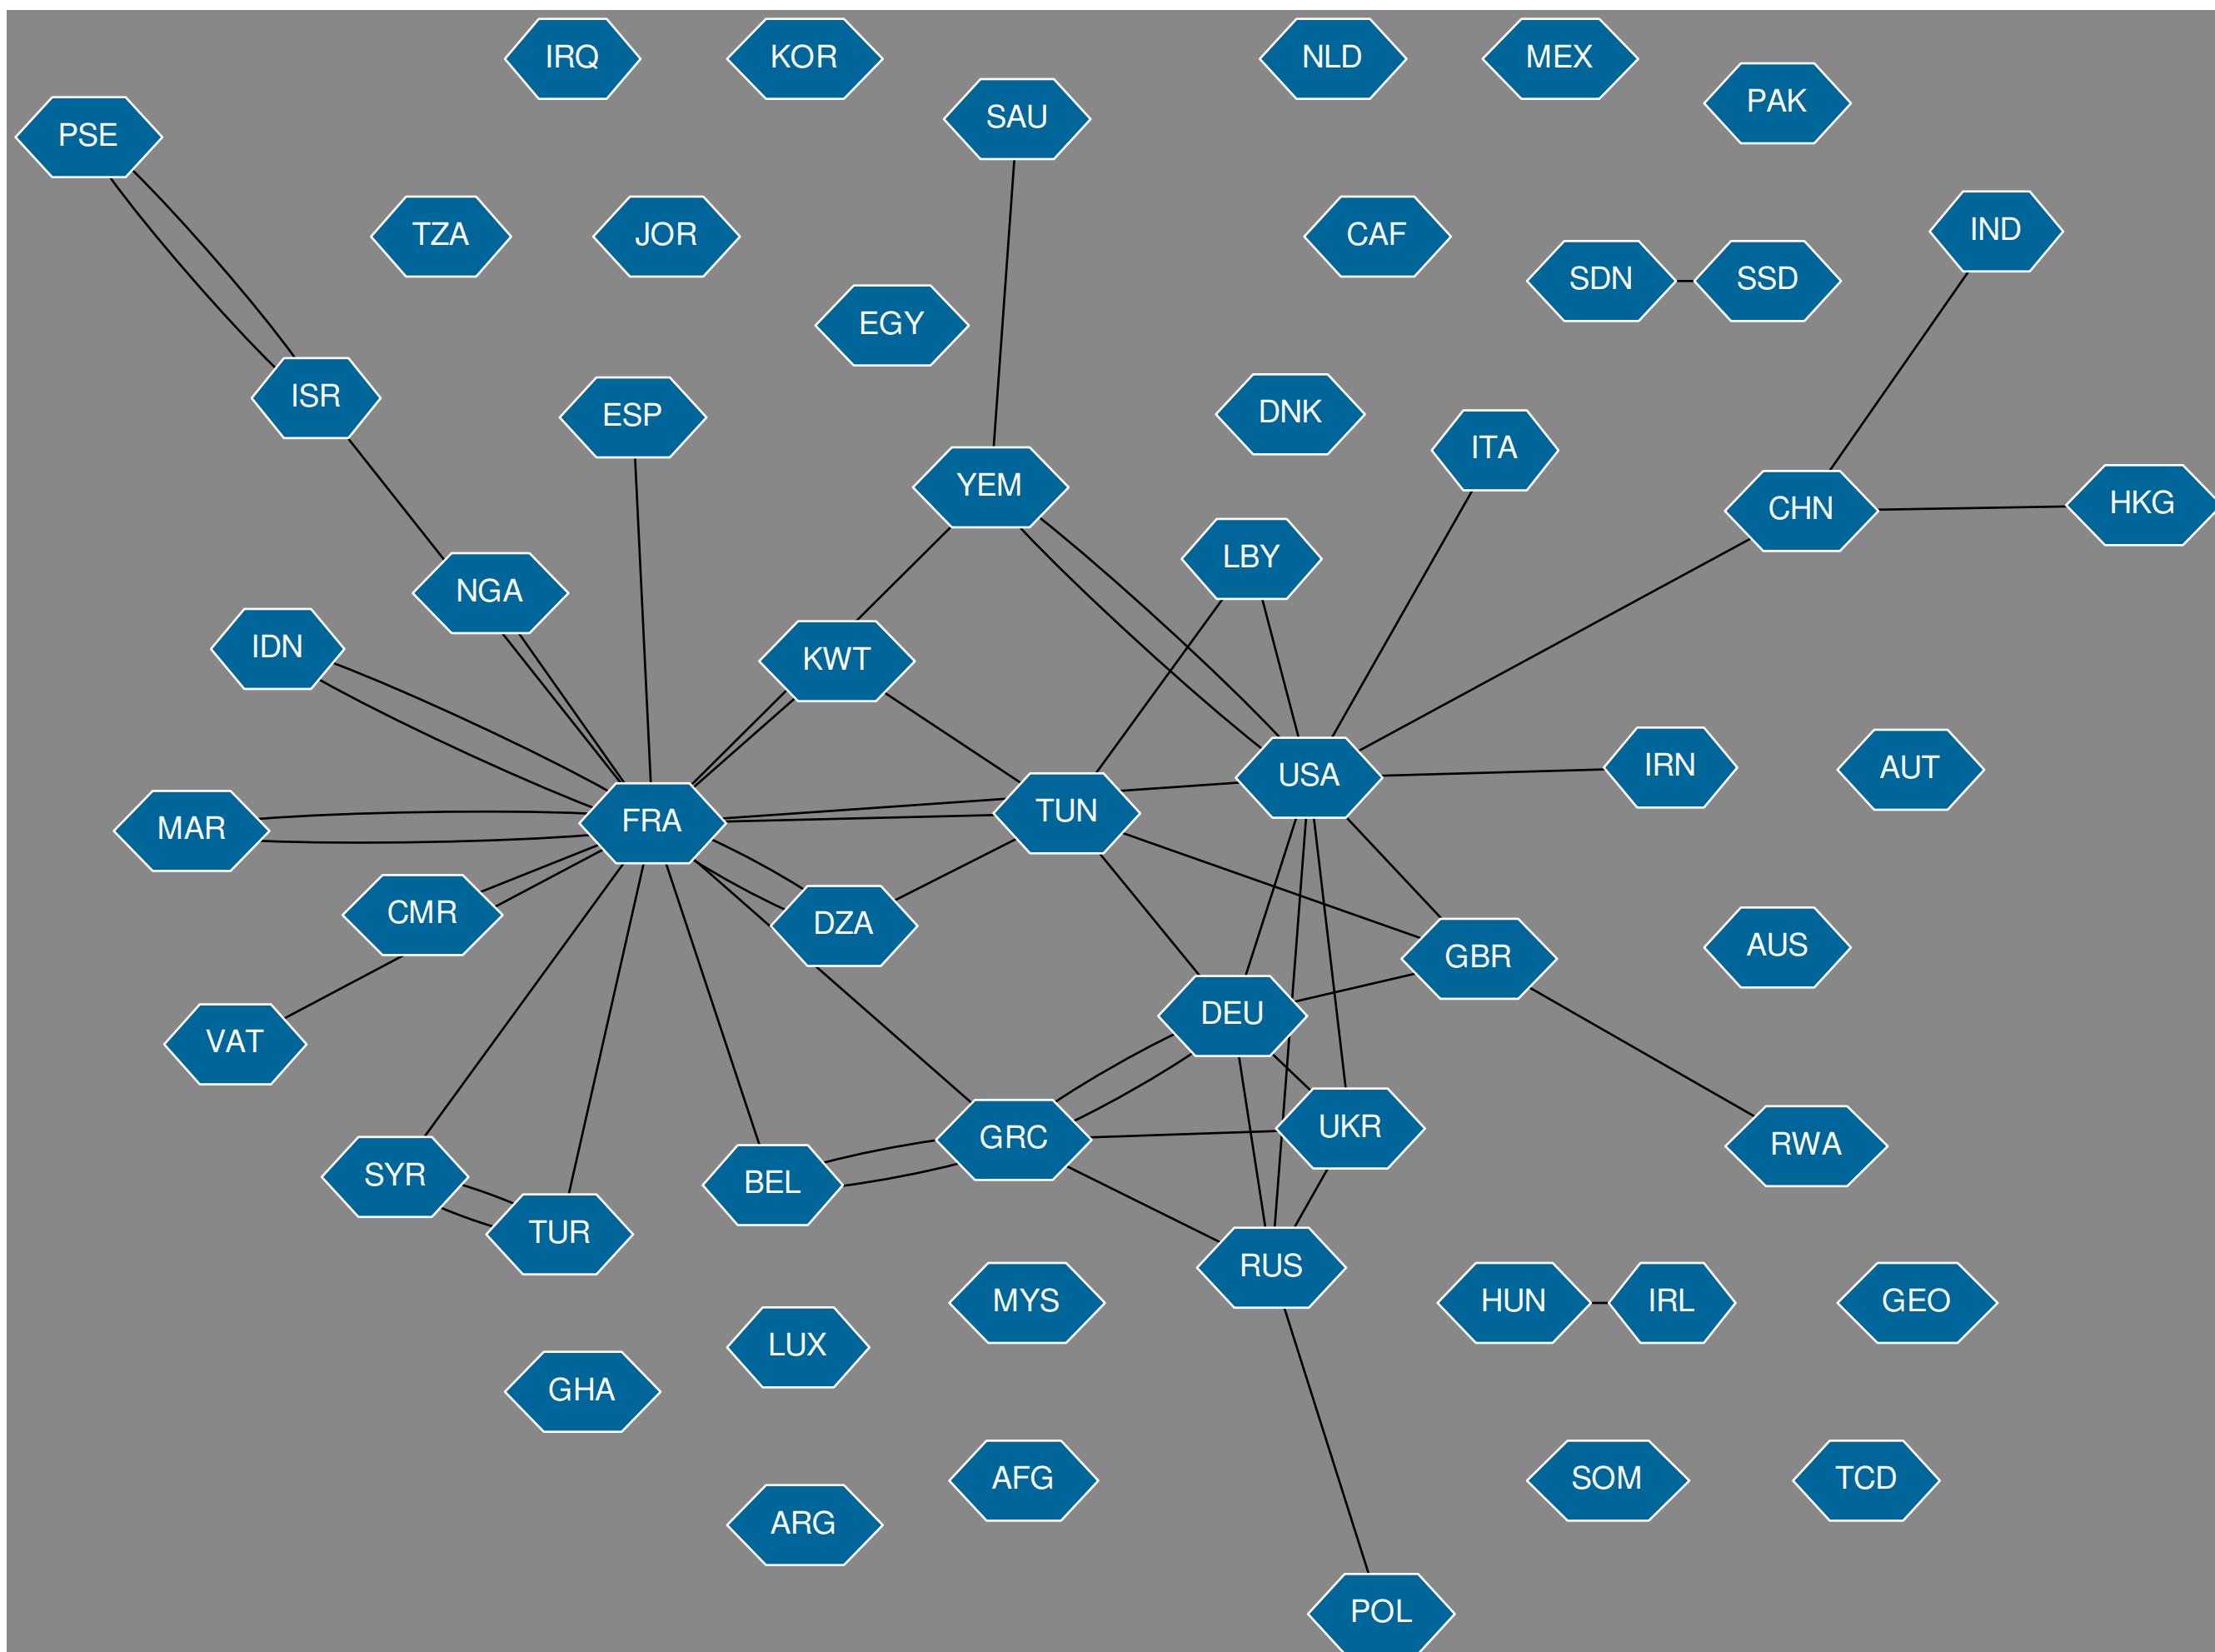 IRQ
KOR
NLD
MEX
PAK
SAU
PSE
TZA
JOR
CAF
IND
SDN
SSD
EGY
ISR
ESP
DNK
ITA
YEM
CHN
HKG
LBY
NGA
IDN
KWT
USA
IRN
AUT
MAR
FRA
TUN
CMR
DZA
GBR
AUS
VAT
DEU
SYR
GRC
UKR
RWA
BEL
TUR
RUS
MYS
HUN
IRL
GEO
LUX
GHA
AFG
SOM
TCD
ARG
POL